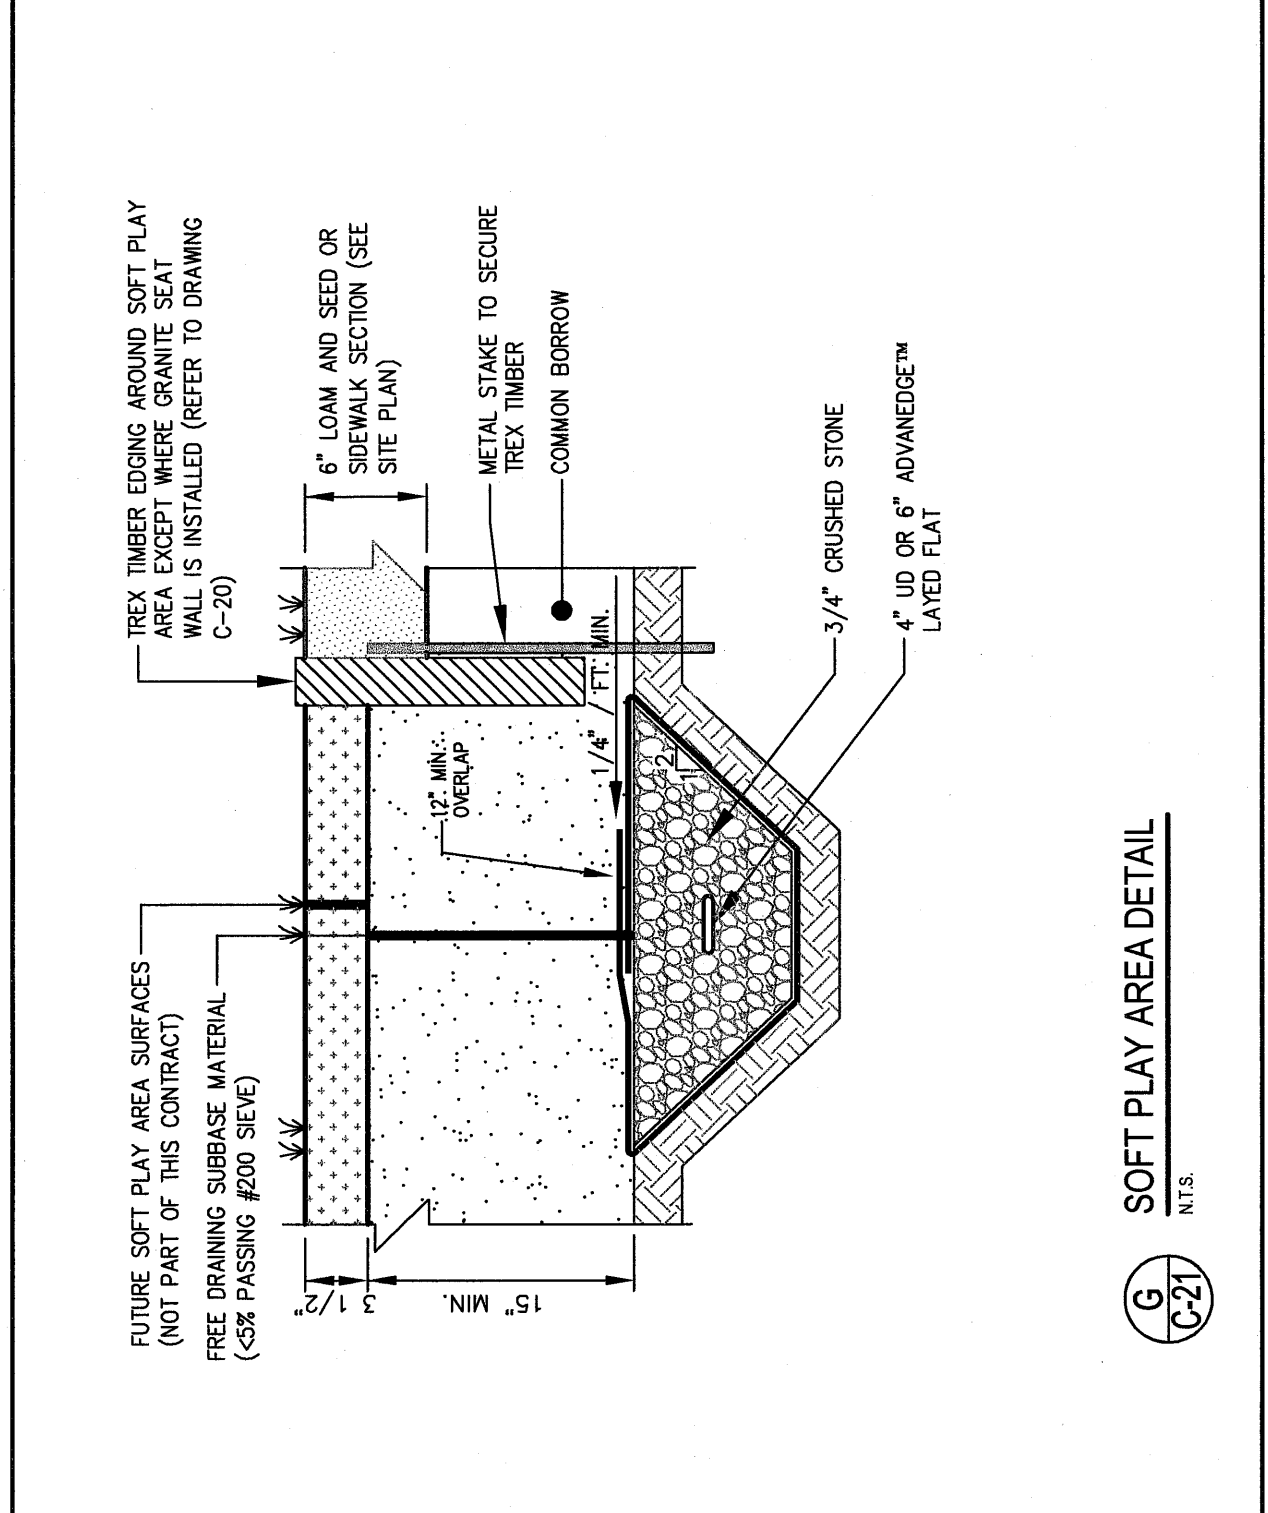 FUTURE SOFT PLAY AREA SURFACES
(NOT PART OF THIS CONTRACT)
FREE DRAINING SUBBASE MATERIAL
(<5% PASSING #200 SIEVE)
TREX TIMBER EDGING AROUND SOFT PLAY
AREA EXCEPT WHERE GRANITE SEAT
WALL IS INSTALLED (REFER TO DRAWING
C-20)
6" LOAM AND SEED OR
SIDEWALK SECTION (SEE
SITE PLAN)
METAL STAKE TO SECURE
TREX TIMBER
COMMON BORROW
3 1/2"
15" MIN.
12" MIN.
OVERLAP
1/4" / FT. MIN.
2
1
3/4" CRUSHED STONE
4" UD OR 6" ADVANEDGE™
LAYED FLAT
G
C-21
SOFT PLAY AREA DETAIL
N.T.S.